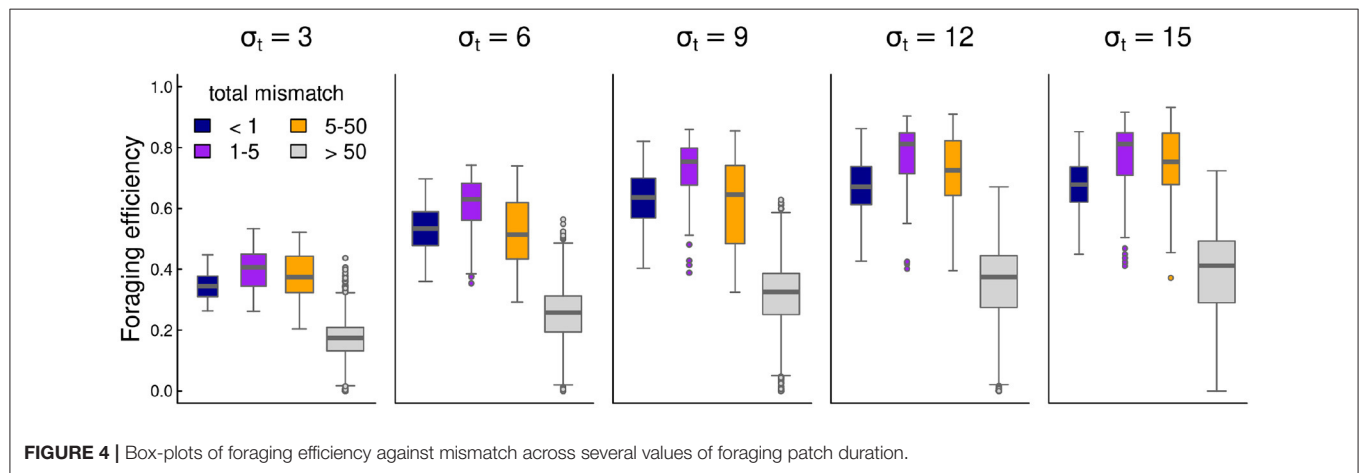 σt = 3 σt = 6 σt = 9 σt = 12 σt = 15
Foraging efficiency
1.0
0.8
0.6
0.4
0.2
0.0
total mismatch
< 1 5-50
1-5 > 50
FIGURE 4 | Box-plots of foraging efficiency against mismatch across several values of foraging patch duration.